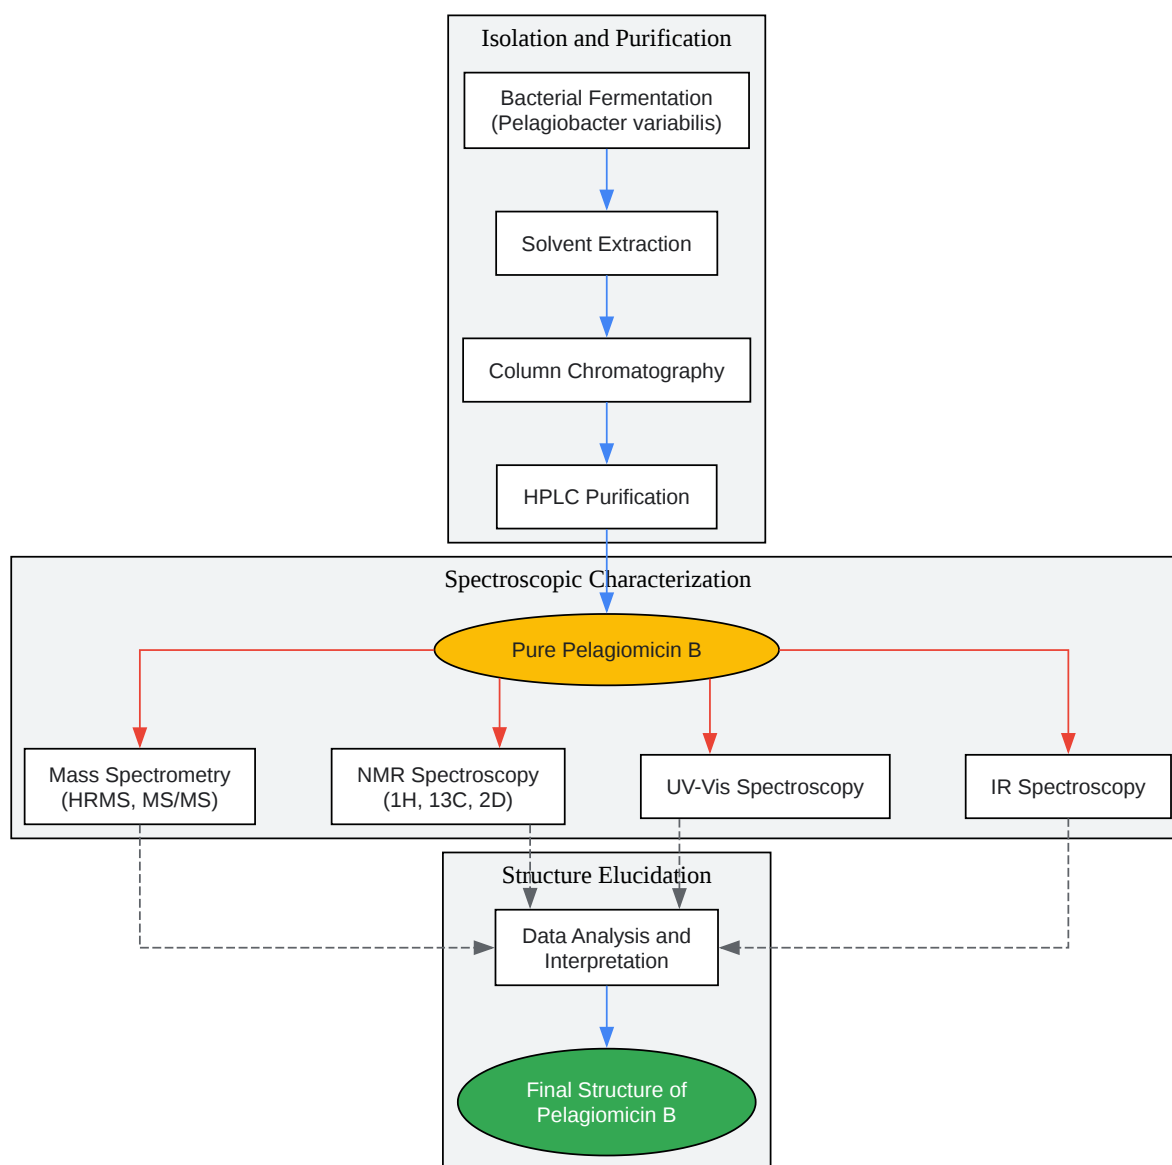 Isolation and Purification
Bacterial Fermentation
(Pelagiobacter variabilis)
Solvent Extraction
Column Chromatography
HPLC Purification
Spectroscopic Characterization
Pure Pelagiomicin B
Mass Spectrometry
(HRMS, MS/MS)
NMR Spectroscopy
(1H, 13C, 2D)
UV-Vis Spectroscopy
IR Spectroscopy
Structure Elucidation
Data Analysis and
Interpretation
Final Structure of
Pelagiomicin B